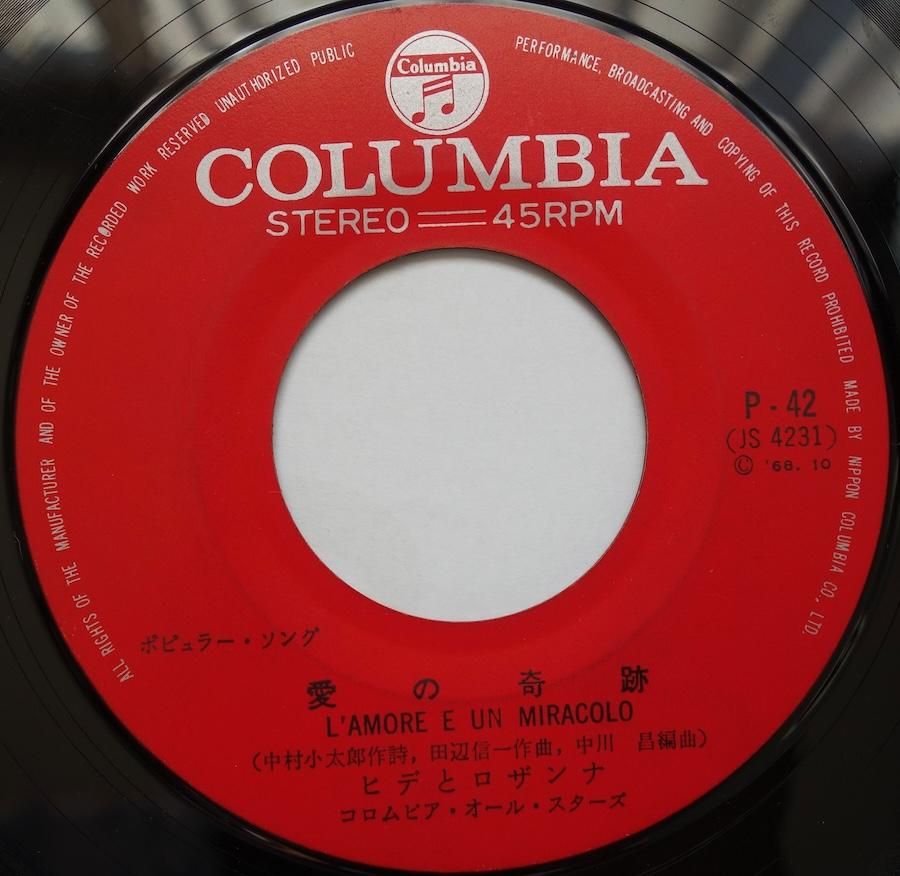 Columbia
COLUMBIA
STEREO 45RPM
P - 42
(JS 4231)
Ⓒ '68. 10
ポピュラー・ソング
愛の奇跡
L'AMORE E UN MIRACOLO
(中村小太郎作詩, 田辺信一作曲, 中川 昌編曲)
ヒデとロザンナ
コロムビア・オール・スターズ
ALL RIGHTS OF THE MANUFACTURER AND OF THE OWNER OF THE RECORDED WORK RESERVED UNAUTHORIZED PUBLIC PERFORMANCE, BROADCASTING AND COPYING OF THIS RECORD PROHIBITED MADE BY NIPPON COLUMBIA CO., LTD.